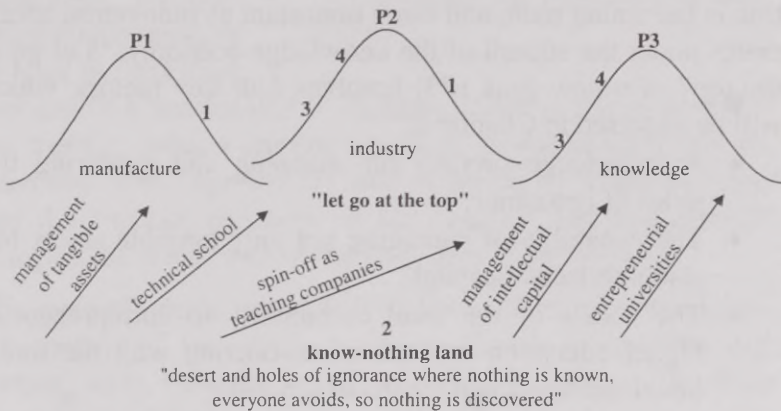 P1
P2
P3
4
1
3
1
4
3
manufacture
industry
knowledge
"let go at the top"
management
of tangible
assets
technical school
spin-off as
teaching companies
management
of intellectual
capital
entrepreneurial
universities
2
know-nothing land
"desert and holes of ignorance where nothing is known,
everyone avoids, so nothing is discovered"